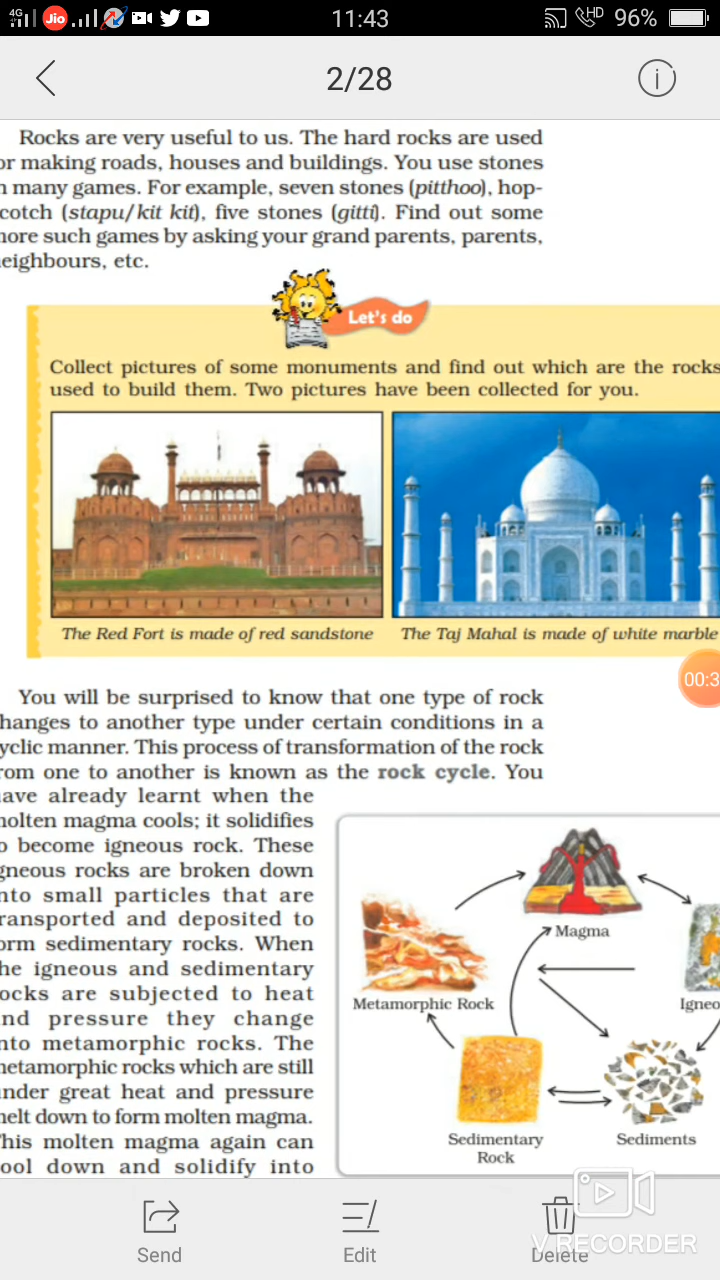 4G Jio HD 11:43 96%
2/28
Rocks are very useful to us. The hard rocks are used
or making roads, houses and buildings. You use stones
n many games. For example, seven stones (pitthoo), hop-
cotch (stapu/kit kit), five stones (gitti). Find out some
ore such games by asking your grand parents, parents,
eighbours, etc.
Let's do
Collect pictures of some monuments and find out which are the rocks
used to build them. Two pictures have been collected for you.
The Red Fort is made of red sandstone
The Taj Mahal is made of white marble
00:3
You will be surprised to know that one type of rock
hanges to another type under certain conditions in a
yclic manner. This process of transformation of the rock
rom one to another is known as the rock cycle. You
ave already learnt when the
olten magma cools; it solidifies
o become igneous rock. These
gneous rocks are broken down
nto small particles that are
ransported and deposited to
orm sedimentary rocks. When
he igneous and sedimentary
ocks are subjected to heat
nd pressure they change
nto metamorphic rocks. The
etamorphic rocks which are still
nder great heat and pressure
elt down to form molten magma.
his molten magma again can
ool down and solidify into
Magma
Metamorphic Rock
Igneo
Sedimentary
Rock
Sediments
Send
Edit
Delete
V RECORDER